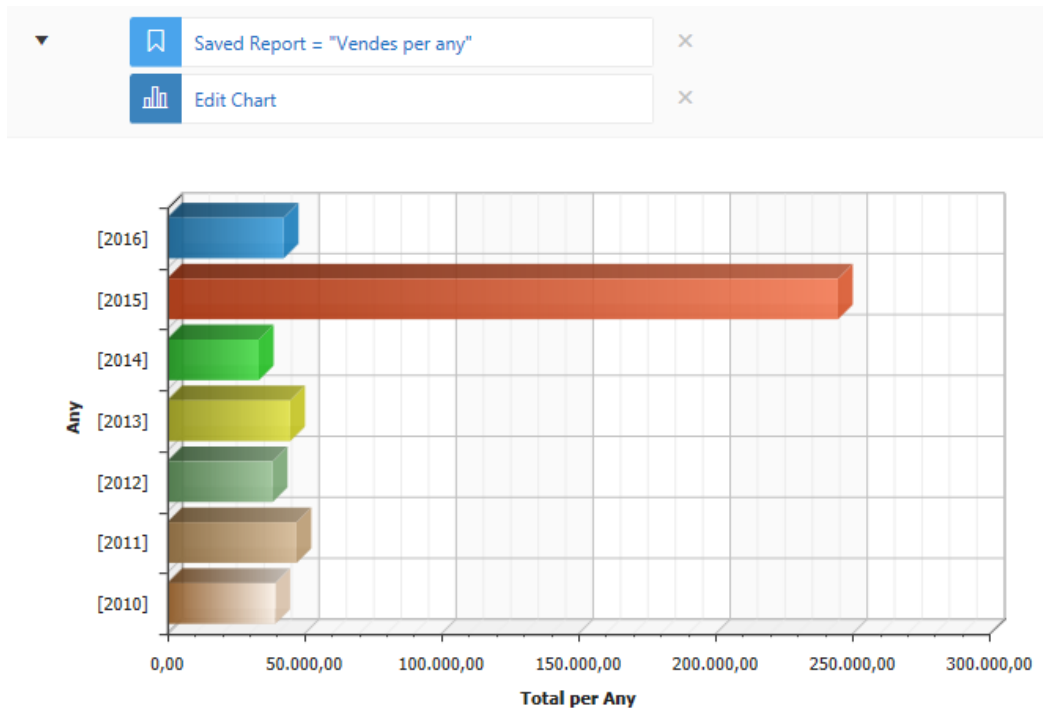 Saved Report = "Vendes per any"
Edit Chart
[2016]
[2015]
[2014]
[2013]
[2012]
[2011]
[2010]
Any
0,00 50.000,00 100.000,00 150.000,00 200.000,00 250.000,00 300.000,00
Total per Any